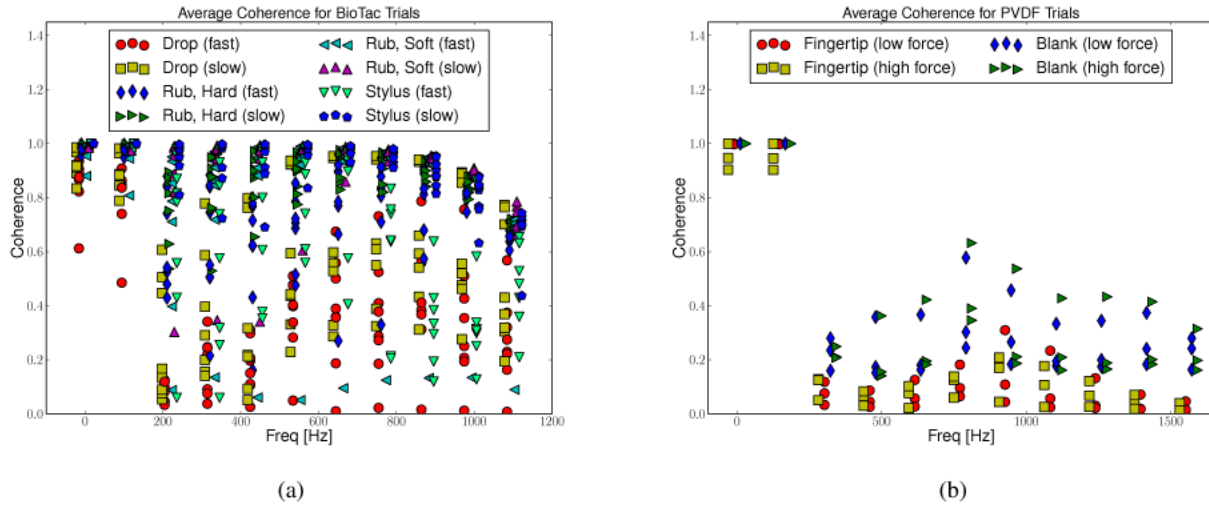 Average Coherence for BioTac Trials
1.4
1.2
1.0
0.8
0.6
0.4
0.2
0.0
Coherence
Drop (fast)
Drop (slow)
Rub, Hard (fast)
Rub, Hard (slow)
Rub, Soft (fast)
Rub, Soft (slow)
Stylus (fast)
Stylus (slow)
0 200 400 600 800 1000 1200
Freq [Hz]
(a)
Average Coherence for PVDF Trials
1.4
1.2
1.0
0.8
0.6
0.4
0.2
0.0
Coherence
Fingertip (low force)
Fingertip (high force)
Blank (low force)
Blank (high force)
0 500 1000 1500
Freq [Hz]
(b)